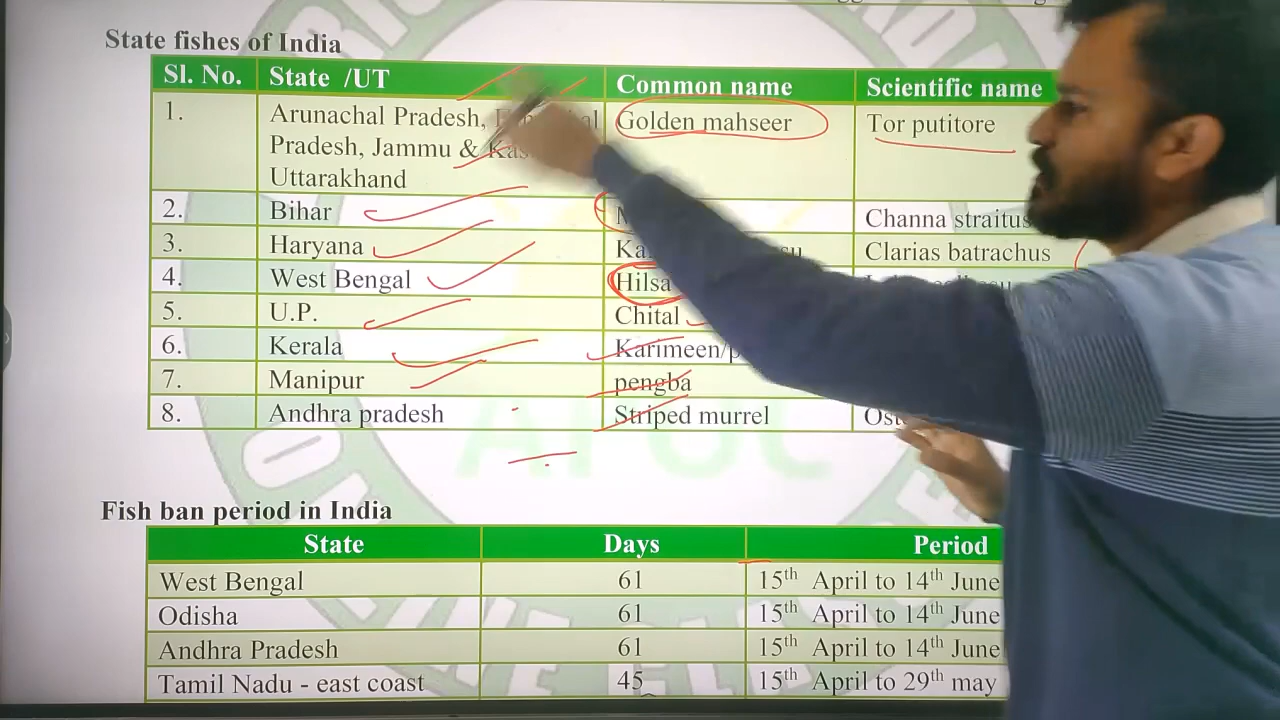 State fishes of India
Sl. No. State /UT Common name Scientific name
1. Arunachal Pradesh, Golden mahseer Tor putitore
Pradesh, Jammu &
Uttarakhand
2. Bihar Channa straitus
3. Haryana Clarias batrachus
4. West Bengal Hilsa
5. U.P. Chital
6. Kerala Karimeen/
7. Manipur pengba
8. Andhra pradesh Striped murrel
Fish ban period in India
State Days Period
West Bengal 61 15th April to 14th June
Odisha 61 15th April to 14th June
Andhra Pradesh 61 15th April to 14th June
Tamil Nadu - east coast 45 15th April to 29th may